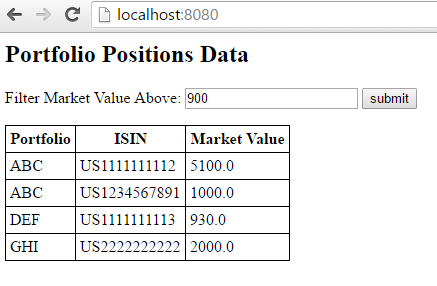 localhost:8080
Portfolio Positions Data
Filter Market Value Above: 900 submit
Portfolio ISIN Market Value
ABC US1111111112 5100.0
ABC US1234567891 1000.0
DEF US1111111113 930.0
GHI US2222222222 2000.0